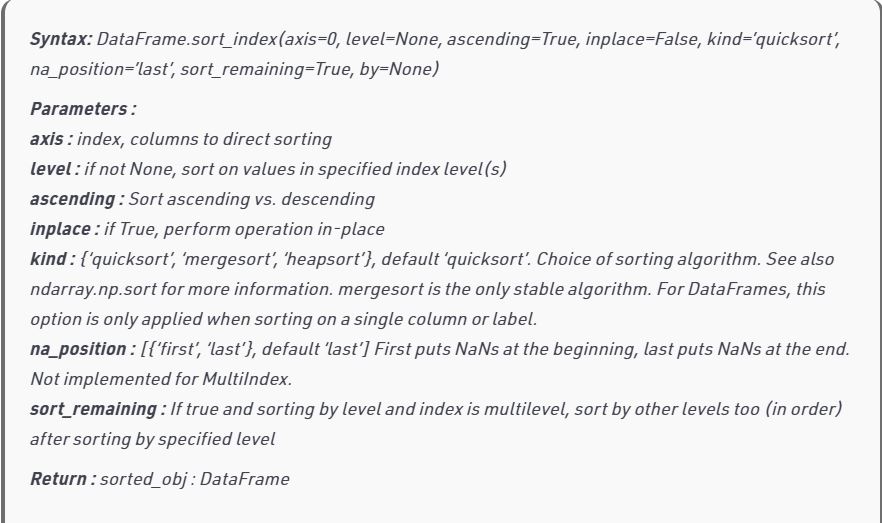 Syntax: DataFrame.sort_index(axis=0, level=None, ascending=True, inplace=False, kind=’quicksort’,
na_position=’last’, sort_remaining=True, by=None)
Parameters :
axis : index, columns to direct sorting
level : if not None, sort on values in specified index level(s)
ascending : Sort ascending vs. descending
inplace : if True, perform operation in-place
kind : {‘quicksort’, ‘mergesort’, ‘heapsort’}, default ‘quicksort’. Choice of sorting algorithm. See also
ndarray.np.sort for more information. mergesort is the only stable algorithm. For DataFrames, this
option is only applied when sorting on a single column or label.
na_position : [{‘first’, ‘last’}, default ‘last’] First puts NaNs at the beginning, last puts NaNs at the end.
Not implemented for MultiIndex.
sort_remaining : If true and sorting by level and index is multilevel, sort by other levels too (in order)
after sorting by specified level
Return : sorted_obj : DataFrame